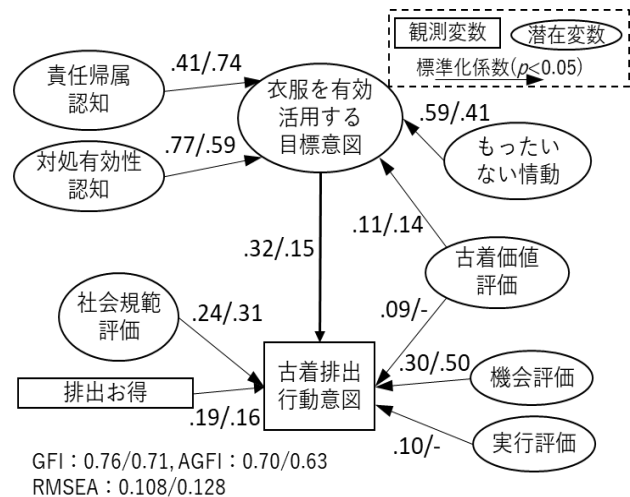 観測変数
潜在変数
標準化係数(p<0.05)
責任帰属
認知
.41/.74
衣服を有効
活用する
目標意図
.59/.41
もったい
ない情動
対処有効性
認知
.77/.59
.11/.14
.32/.15
古着価値
評価
社会規範
評価
.24/.31
.09/-
古着排出
行動意図
.30/.50
機会評価
排出お得
.19/.16
.10/-
実行評価
GFI：0.76/0.71, AGFI：0.70/0.63
RMSEA：0.108/0.128